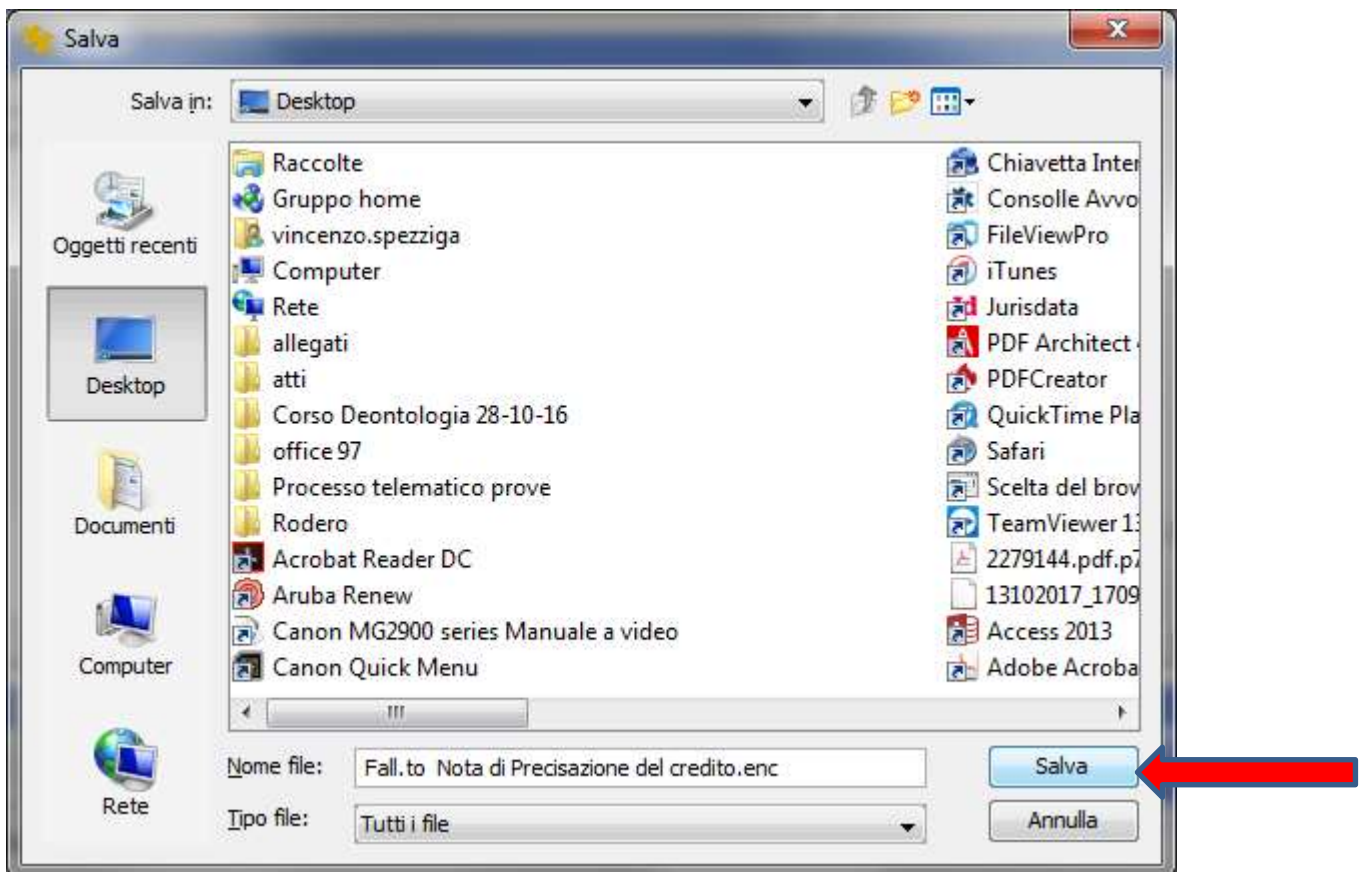 Salva
Salva in:
Desktop
Oggetti recenti
Desktop
Documenti
Computer
Rete
Raccolte
Gruppo home
vincenzo.spezziga
Computer
Rete
allegati
atti
Corso Deontologia 28-10-16
office 97
Processo telematico prove
Rodero
Acrobat Reader DC
Aruba Renew
Canon MG2900 series Manuale a video
Canon Quick Menu
Chiavetta Inter
Consolle Avvo
FileViewPro
iTunes
Jurisdata
PDF Architect
PDFCreator
QuickTime Pla
Safari
Scelta del brow
TeamViewer 13
2279144.pdf.p7
13102017_1709
Access 2013
Adobe Acroba
Nome file:
Fall.to Nota di Precisazione del credito.enc
Salva
Tipo file:
Tutti i file
Annulla